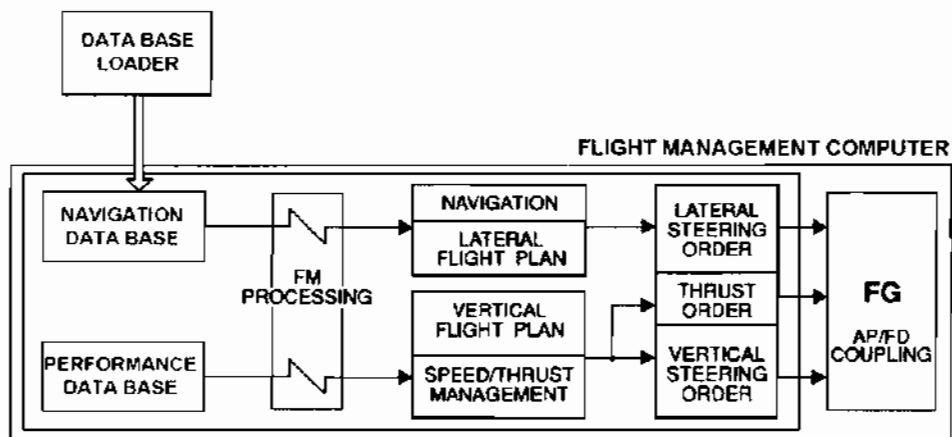 DATA BASE
LOADER
FLIGHT MANAGEMENT COMPUTER
NAVIGATION
DATA BASE
FM
PROCESSING
NAVIGATION
LATERAL
FLIGHT PLAN
LATERAL
STEERING
ORDER
THRUST
ORDER
FG
AP/FD
COUPLING
PERFORMANCE
DATA BASE
VERTICAL
FLIGHT PLAN
SPEED/THRUST
MANAGEMENT
VERTICAL
STEERING
ORDER